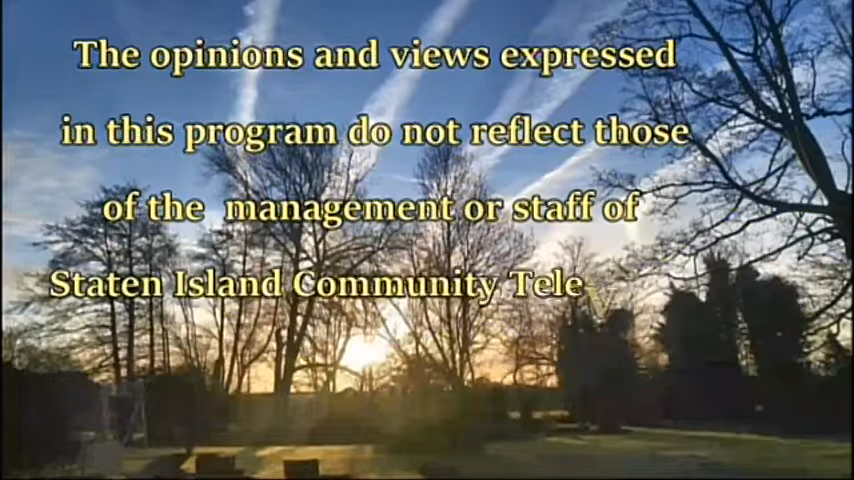 The opinions and views expressed
in this program do not reflect those
of the management or staff of
Staten Island Community Telev